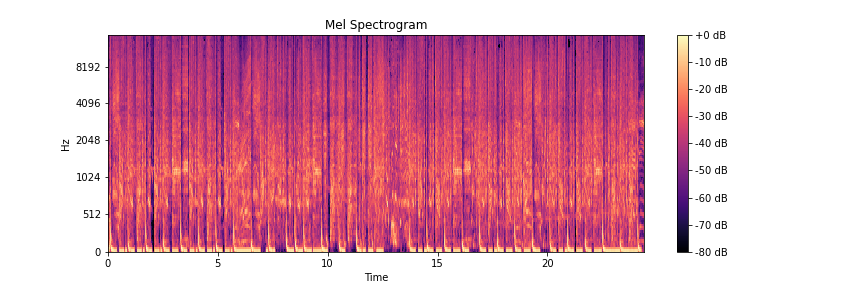 Mel Spectrogram
Hz
8192
4096
2048
1024
512
0
0
5
10
15
20
Time
+0 dB
-10 dB
-20 dB
-30 dB
-40 dB
-50 dB
-60 dB
-70 dB
-80 dB